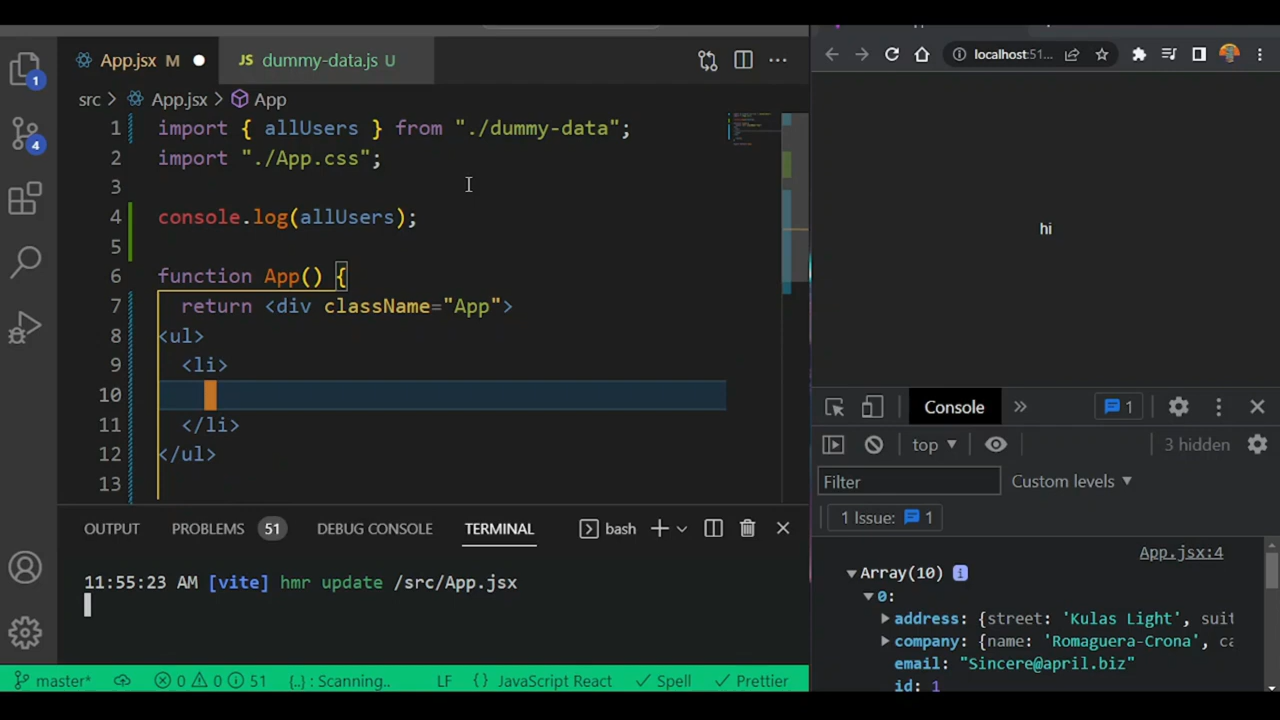 App.jsx M
dummy-data.js U
src > App.jsx > App
1 import { allUsers } from "./dummy-data";
2 import "./App.css";
3
4 console.log(allUsers);
5
6 function App() {
7 return <div className="App">
8 <ul>
9 <li>
10
11 </li>
12 </ul>
13
OUTPUT PROBLEMS 51 DEBUG CONSOLE TERMINAL bash
11:55:23 AM [vite] hmr update /src/App.jsx
1
4
master* 0 0 51 {..} : Scanning.. LF {} JavaScript React Spell Prettier
localhost:51...
hi
Console 1
top 3 hidden
Filter Custom levels
1 Issue: 1
App.jsx:4
Array(10) i
0:
address: {street: 'Kulas Light', suit
company: {name: 'Romaguera-Crona', ca
email: "Sincere@april.biz"
id: 1